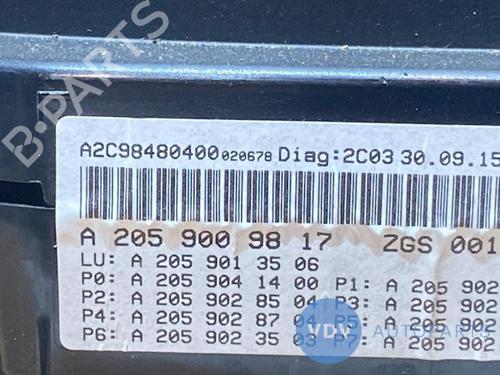 B-PARTS
A2C98480400 020678 Diag:2C03 30.09.15
A 205 900 98 17 ZGS 001
LU: A 205 901 35 06
P0: A 205 904 14 00 P1: A 205 902
P2: A 205 902 85 04 P3: A 205 902
P4: A 205 902 87 04 P5: A 205 902
P6: A 205 902 35 03 P7: A 205 902
VDV AUTOPARTS